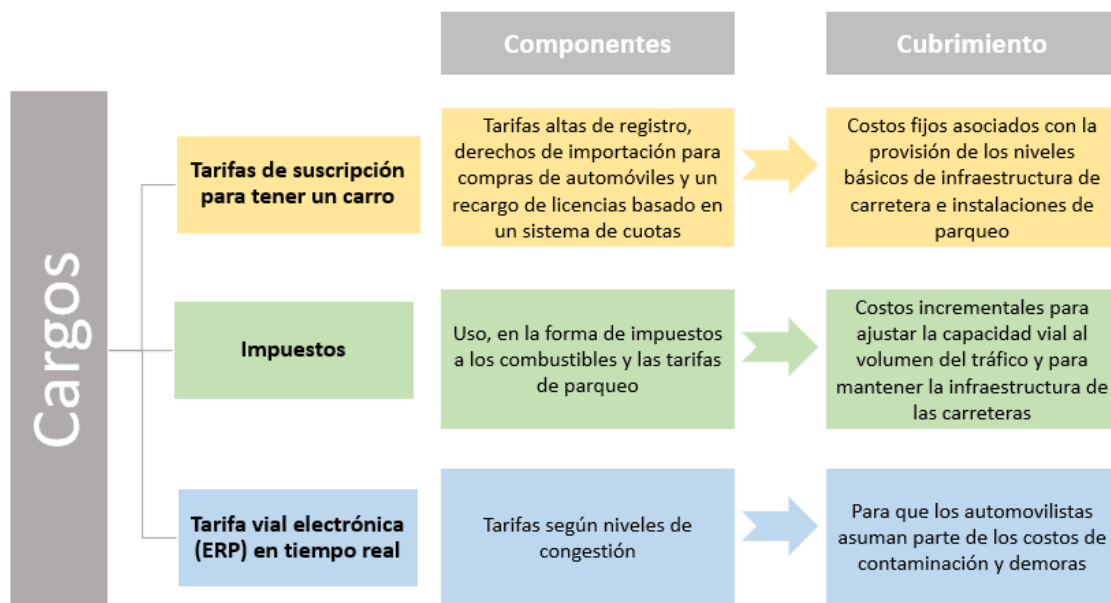 Componentes
Cubrimiento
Cargos
Tarifas de suscripción
para tener un carro
Tarifas altas de registro,
derechos de importación para
compras de automóviles y un
recargo de licencias basado en
un sistema de cuotas
Costos fijos asociados con la
provisión de los niveles
básicos de infraestructura de
carretera e instalaciones de
parqueo
Impuestos
Uso, en la forma de impuestos
a los combustibles y las tarifas
de parqueo
Costos incrementales para
ajustar la capacidad vial al
volumen del tráfico y para
mantener la infraestructura de
las carreteras
Tarifa vial electrónica
(ERP) en tiempo real
Tarifas según niveles de
congestión
Para que los automovilistas
asuman parte de los costos de
contaminación y demoras